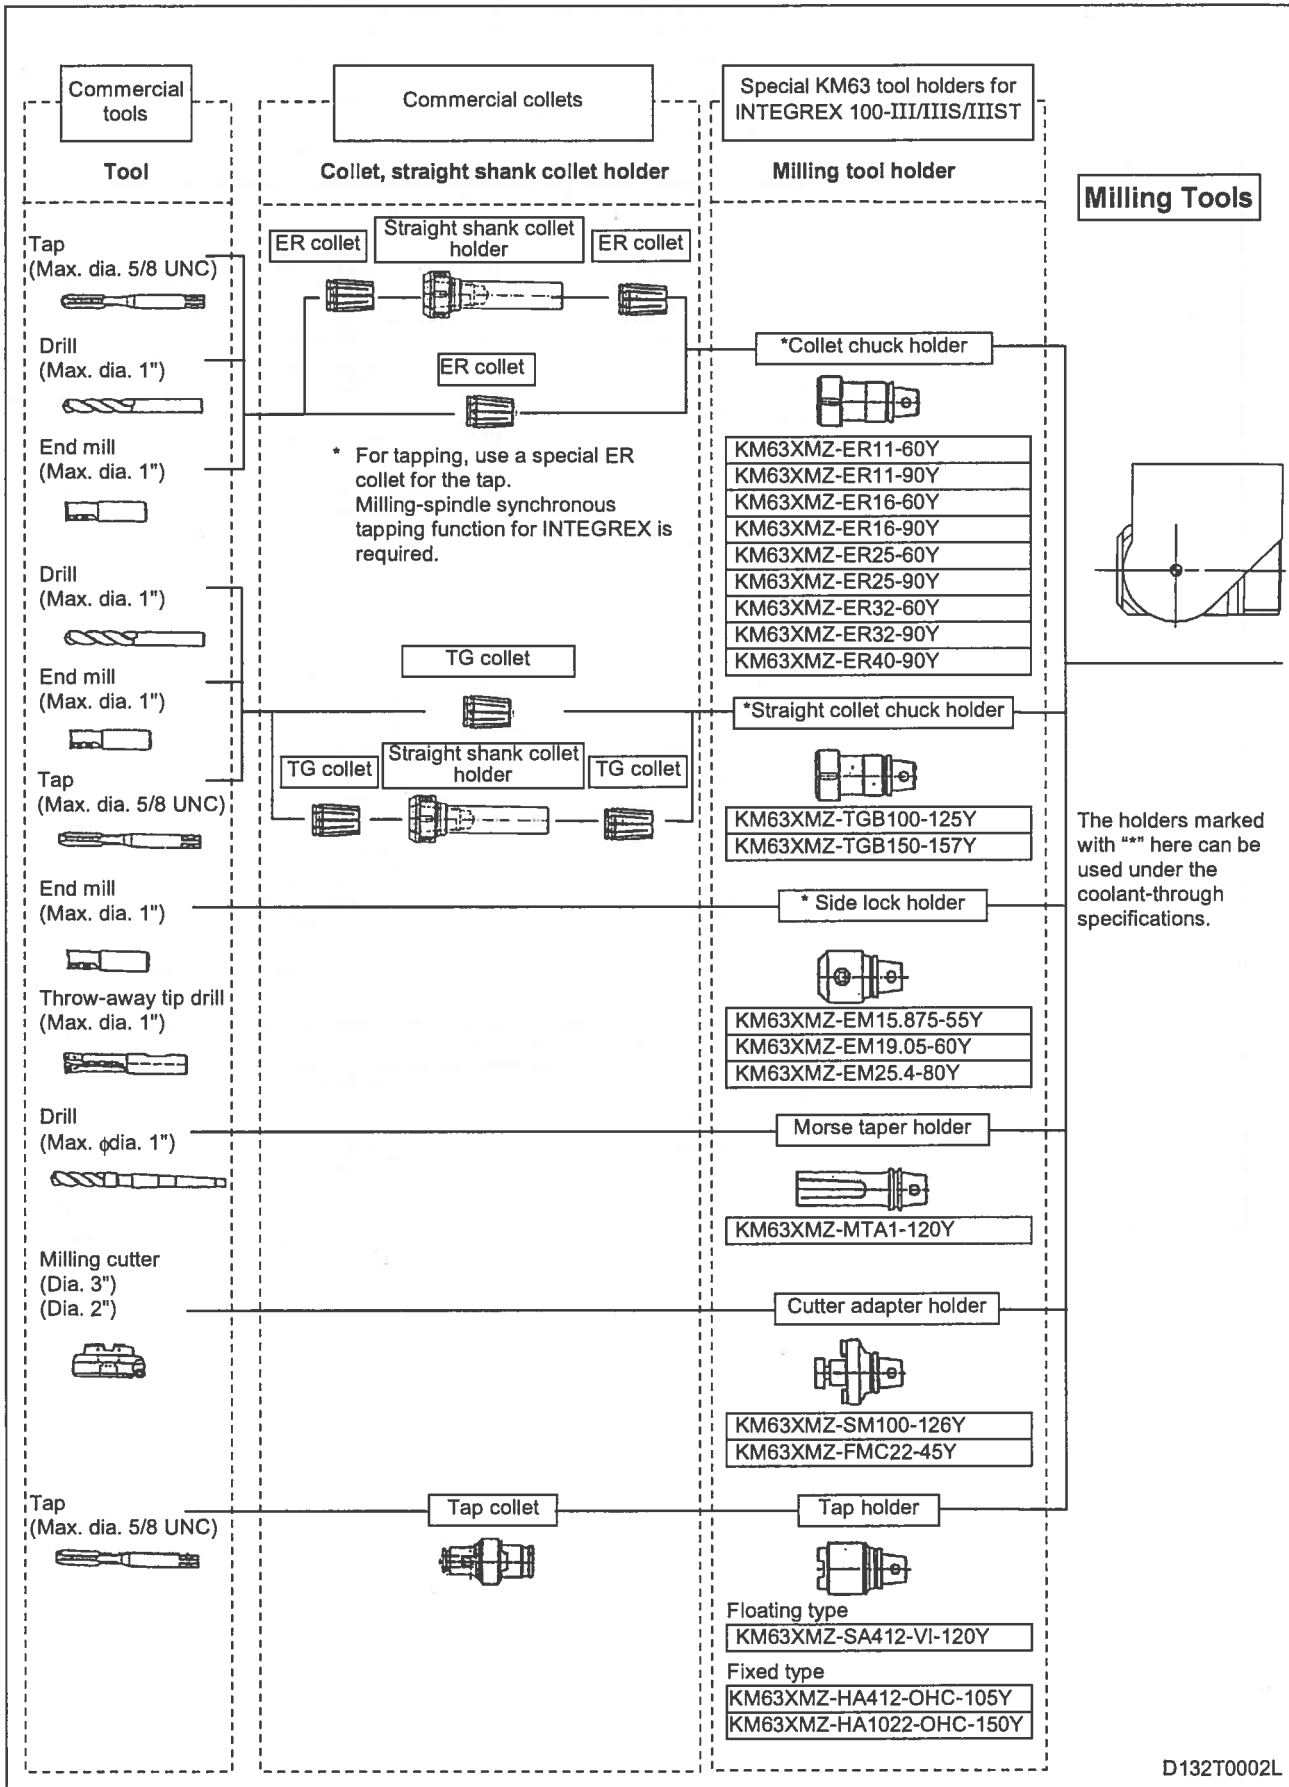 Commercial
tools
Commercial collets
Special KM63 tool holders for
INTEGREX 100-III/IIIS/IIIST
Tool
Collet, straight shank collet holder
Milling tool holder
Milling Tools
Tap
(Max. dia. 5/8 UNC)
ER collet
Straight shank collet
holder
ER collet
Drill
(Max. dia. 1")
ER collet
*Collet chuck holder
End mill
(Max. dia. 1")
* For tapping, use a special ER
collet for the tap.
Milling-spindle synchronous
tapping function for INTEGREX is
required.
KM63XMZ-ER11-60Y
KM63XMZ-ER11-90Y
KM63XMZ-ER16-60Y
KM63XMZ-ER16-90Y
KM63XMZ-ER25-60Y
KM63XMZ-ER25-90Y
KM63XMZ-ER32-60Y
KM63XMZ-ER32-90Y
KM63XMZ-ER40-90Y
Drill
(Max. dia. 1")
End mill
(Max. dia. 1")
TG collet
*Straight collet chuck holder
Tap
(Max. dia. 5/8 UNC)
TG collet
Straight shank collet
holder
TG collet
KM63XMZ-TGB100-125Y
KM63XMZ-TGB150-157Y
The holders marked
with "*" here can be
used under the
coolant-through
specifications.
End mill
(Max. dia. 1")
* Side lock holder
Throw-away tip drill
(Max. dia. 1")
KM63XMZ-EM15.875-55Y
KM63XMZ-EM19.05-60Y
KM63XMZ-EM25.4-80Y
Drill
(Max. ϕdia. 1")
Morse taper holder
KM63XMZ-MTA1-120Y
Milling cutter
(Dia. 3")
(Dia. 2")
Cutter adapter holder
KM63XMZ-SM100-126Y
KM63XMZ-FMC22-45Y
Tap
(Max. dia. 5/8 UNC)
Tap collet
Tap holder
Floating type
KM63XMZ-SA412-VI-120Y
Fixed type
KM63XMZ-HA412-OHC-105Y
KM63XMZ-HA1022-OHC-150Y
D132T0002L